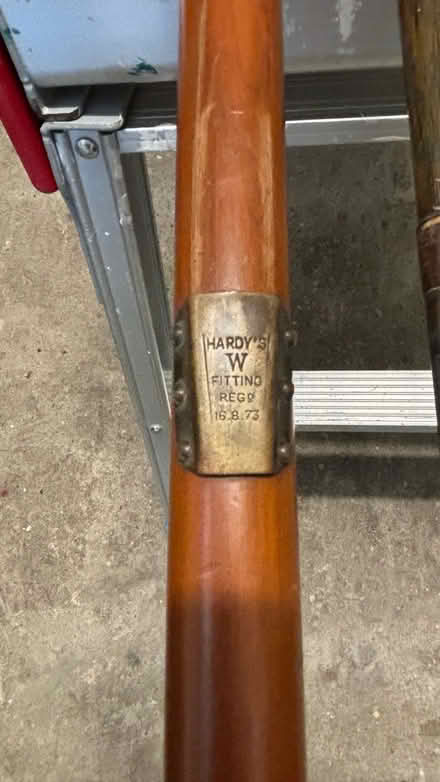 HARDY'S
W
FITTING
REGD
16.8.73